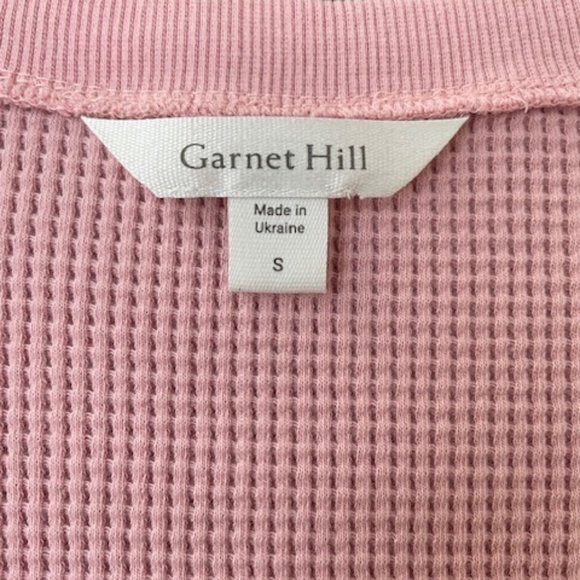 Garnet Hill
Made in
Ukraine
S